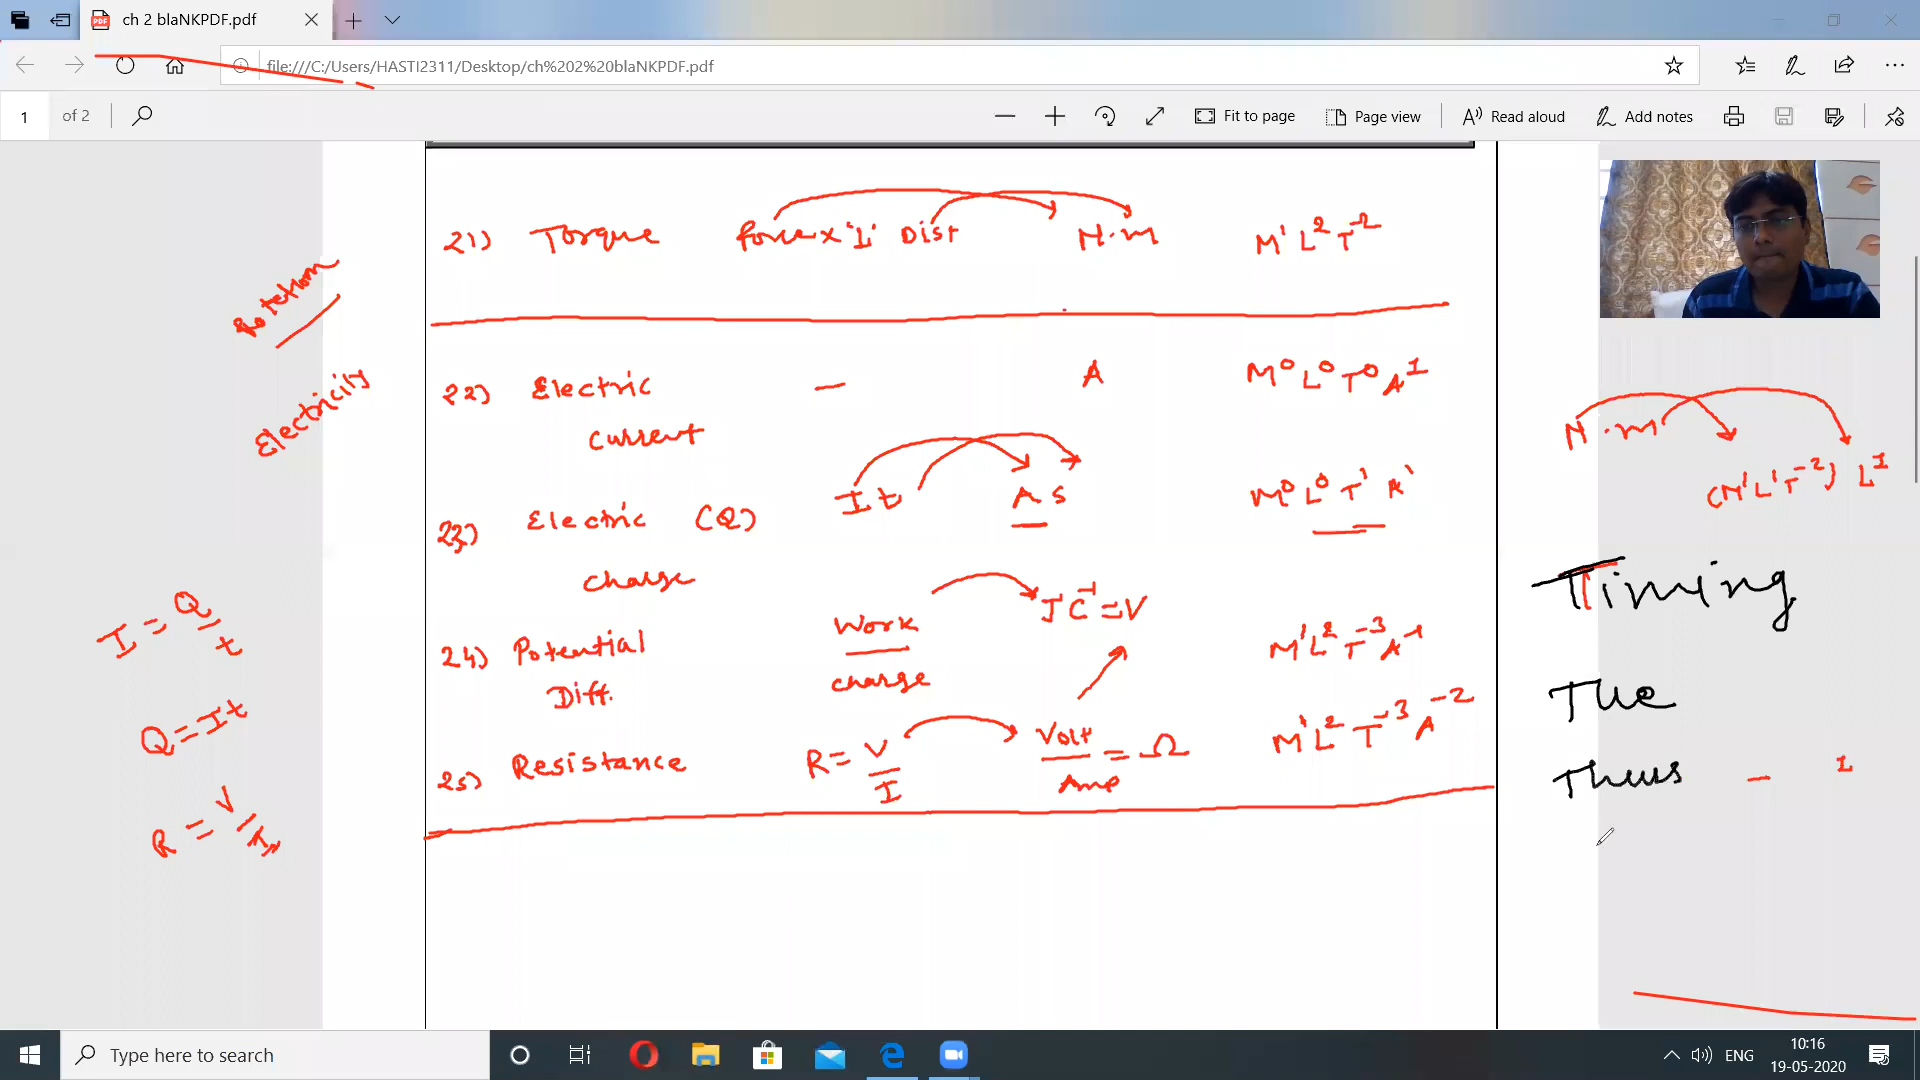 ch 2 blaNKPDF.pdf
file:///C:/Users/HASTI2311/Desktop/ch%202%20blaNKPDF.pdf
1 of 2 Fit to page Page view Read aloud Add notes
21) Torque force x 'L' Dist N.m M¹ L² T⁻²
Rotation
22) Electric current — A M⁰ L⁰ T⁰ A¹
Electricity
N.m
(M¹L¹T⁻²) L¹
23) Electric (Q) charge It A s M⁰ L⁰ T¹ A¹
Timing
I = Q/t
24) Potential Diff. Work/charge J C⁻¹ = V M¹ L² T⁻³ A⁻¹
The
Q = It
25) Resistance R = V/I Volt/Amp = Ω M¹ L² T⁻³ A⁻²
Thus – 1
R = V/I
Type here to search
ENG
10:16
19-05-2020